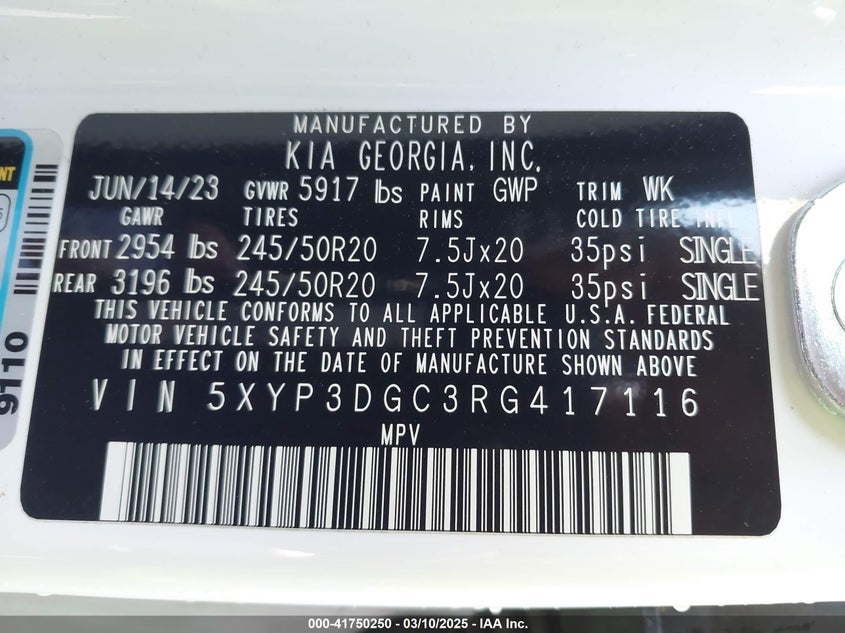 MANUFACTURED BY
KIA GEORGIA, INC.
JUN/14/23 GVWR 5917 lbs PAINT GWP TRIM WK
GAWR TIRES RIMS COLD TIRE INFL
FRONT 2954 lbs 245/50R20 7.5Jx20 35psi SINGLE
REAR 3196 lbs 245/50R20 7.5Jx20 35psi SINGLE
THIS VEHICLE CONFORMS TO ALL APPLICABLE U.S.A. FEDERAL
MOTOR VEHICLE SAFETY AND THEFT PREVENTION STANDARDS
IN EFFECT ON THE DATE OF MANUFACTURE SHOWN ABOVE
VIN 5XYP3DGC3RG417116
MPV
9110
000-41750250 - 03/10/2025 - IAA Inc.